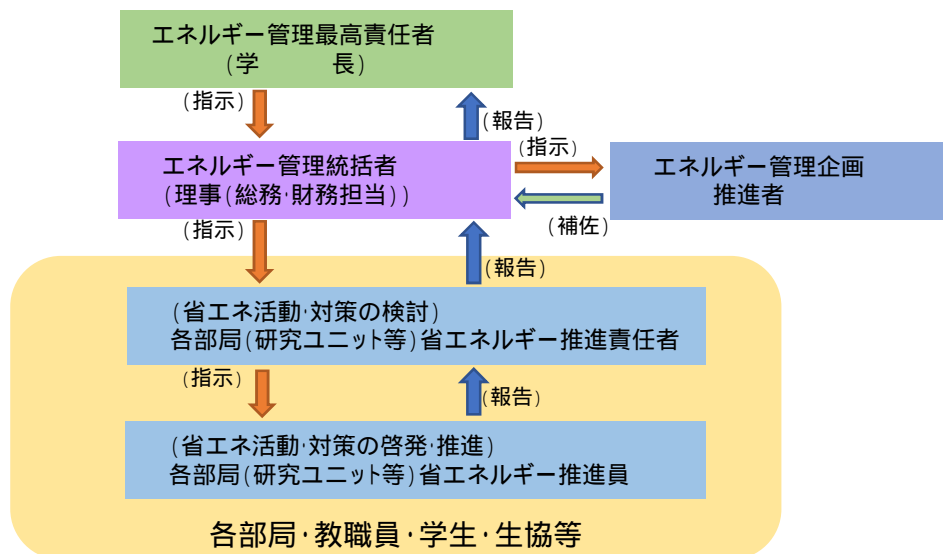 エネルギー管理最高責任者
(学　　　長)
(指示)
(報告)
エネルギー管理統括者
(理事(総務・財務担当))
(指示)
(補佐)
エネルギー管理企画
推進者
(指示)
(報告)
(省エネ活動・対策の検討)
各部局(研究ユニット等)省エネルギー推進責任者
(指示)
(報告)
(省エネ活動・対策の啓発・推進)
各部局(研究ユニット等)省エネルギー推進員
各部局・教職員・学生・生協等